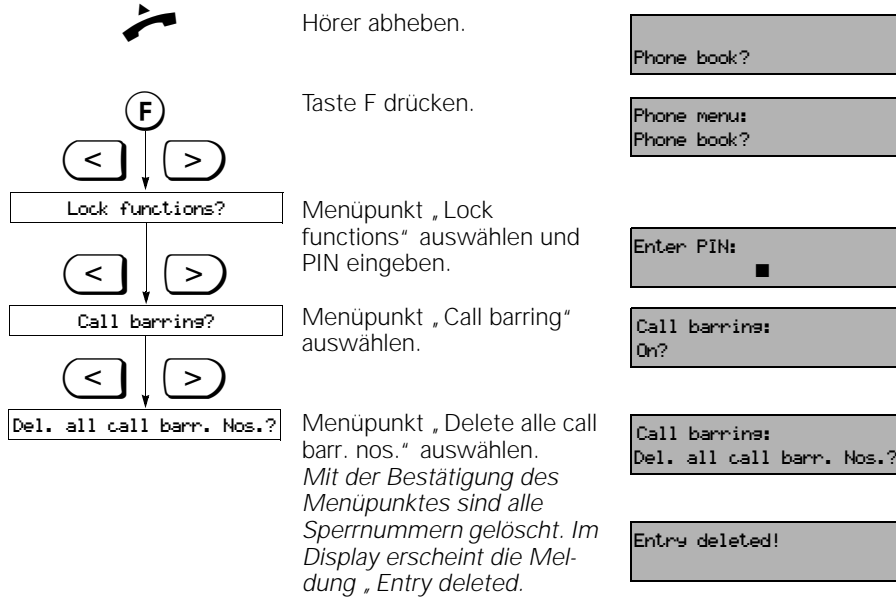 Hörer abheben.
Phone book?
F
Taste F drücken.
Phone menu:
Phone book?
< >
Lock functions?
Menüpunkt „Lock
functions“ auswählen und
PIN eingeben.
Enter PIN:
< >
Call barring?
Menüpunkt „Call barring“
auswählen.
Call barring:
On?
< >
Del. all call barr. Nos.?
Menüpunkt „Delete alle call
barr. nos.“ auswählen.
Mit der Bestätigung des
Menüpunktes sind alle
Sperrnummern gelöscht. Im
Display erscheint die Mel-
dung „Entry deleted.
Call barring:
Del. all call barr. Nos.?
Entry deleted!